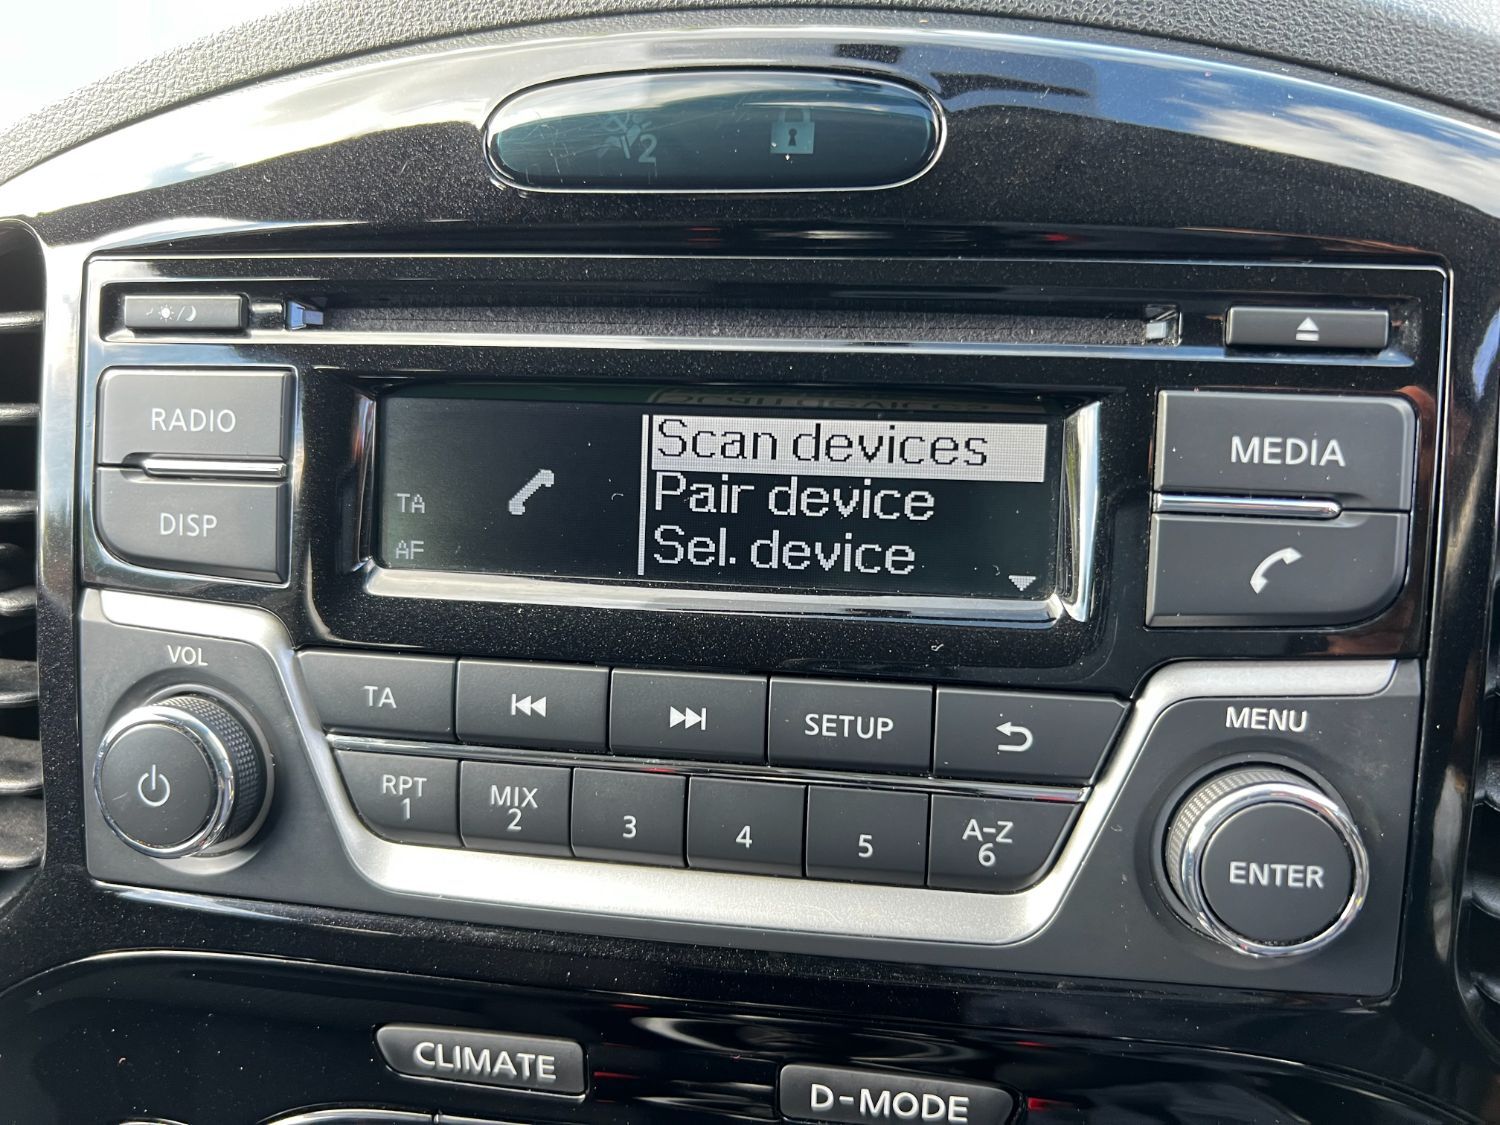 2
RADIO
DISP
TA
AF
Scan devices
Pair device
Sel. device
MEDIA
VOL
TA
SETUP
MENU
RPT
1
MIX
2
3
4
5
A-Z
6
ENTER
CLIMATE
D-MODE